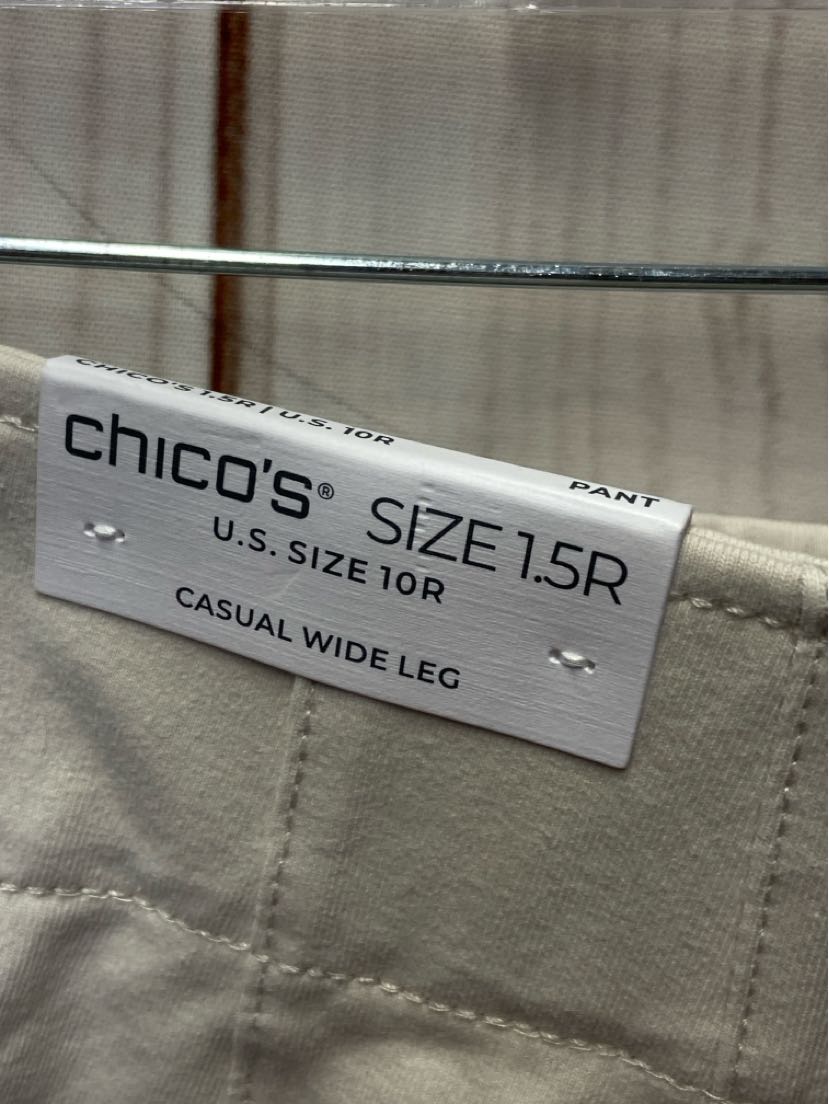 CHICO'S 1.5R | U.S. 10R
PANT
chico's® SIZE 1.5R
U.S. SIZE 10R
CASUAL WIDE LEG